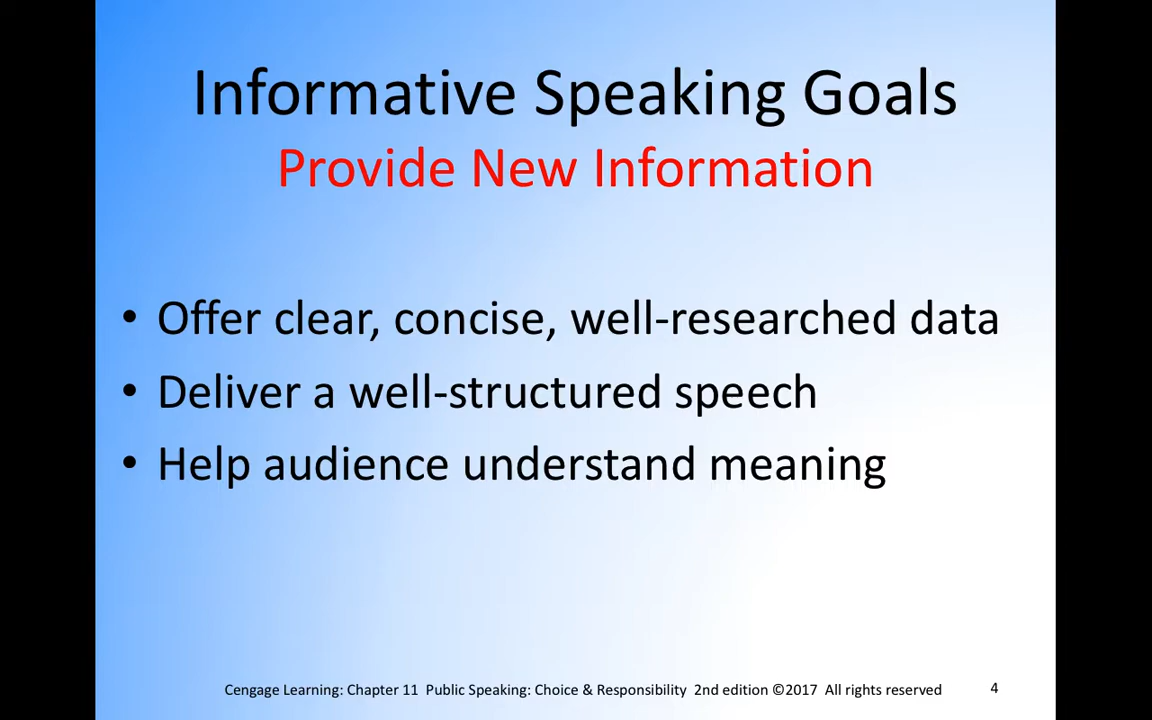 Informative Speaking Goals
Provide New Information
• Offer clear, concise, well-researched data
• Deliver a well-structured speech
• Help audience understand meaning
Cengage Learning: Chapter 11 Public Speaking: Choice & Responsibility 2nd edition ©2017 All rights reserved 4